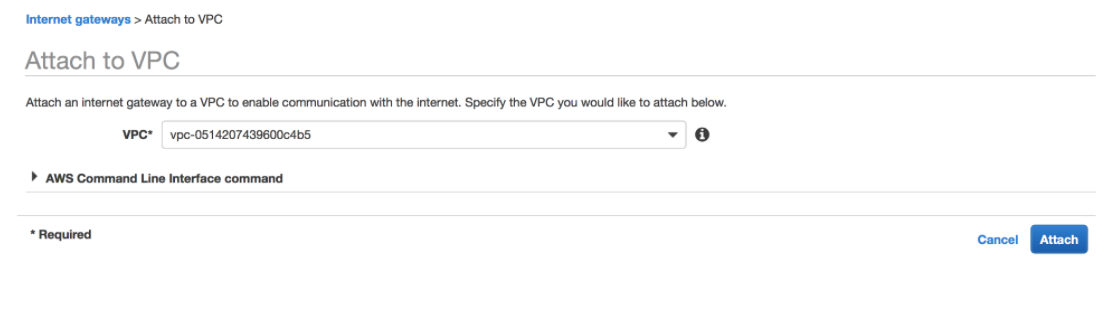 Internet gateways > Attach to VPC
Attach to VPC
Attach an internet gateway to a VPC to enable communication with the internet. Specify the VPC you would like to attach below.
VPC* vpc-0514207439600c4b5
AWS Command Line Interface command
* Required
Cancel Attach